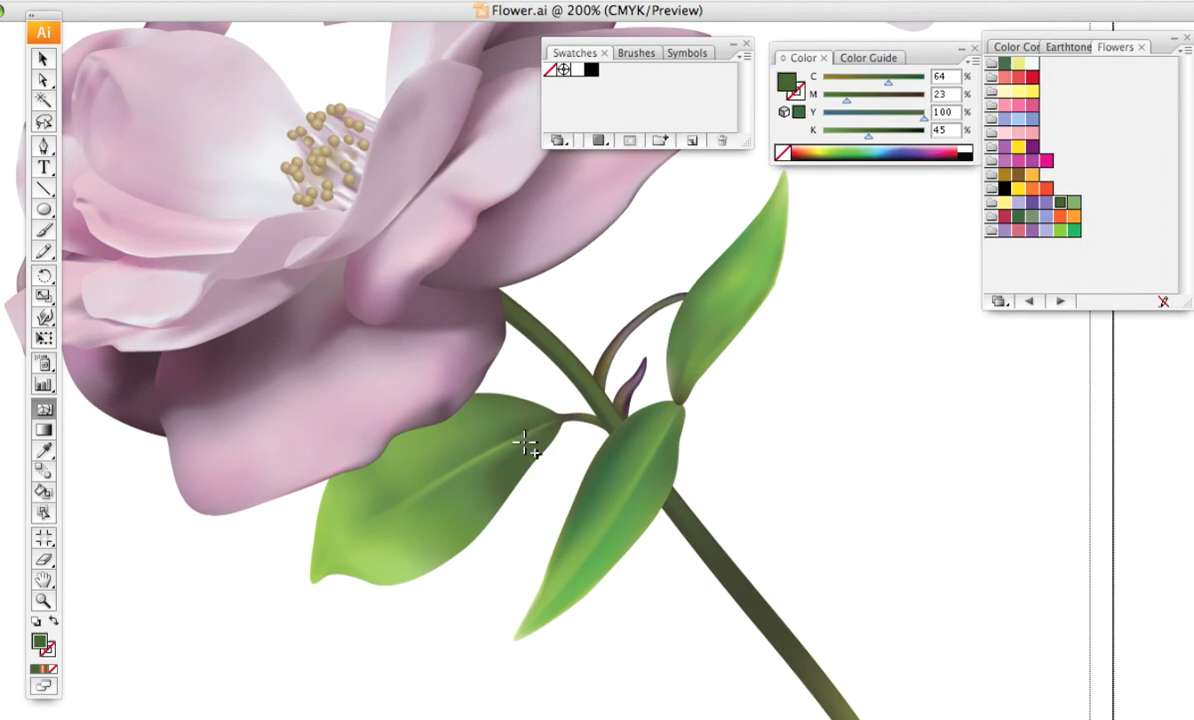 Flower.ai @ 200% (CMYK/Preview)
Ai
T
Swatches × Brushes Symbols
Color × Color Guide
C 64 %
M 23 %
Y 100 %
K 45 %
Color Cor Earthtone Flowers ×